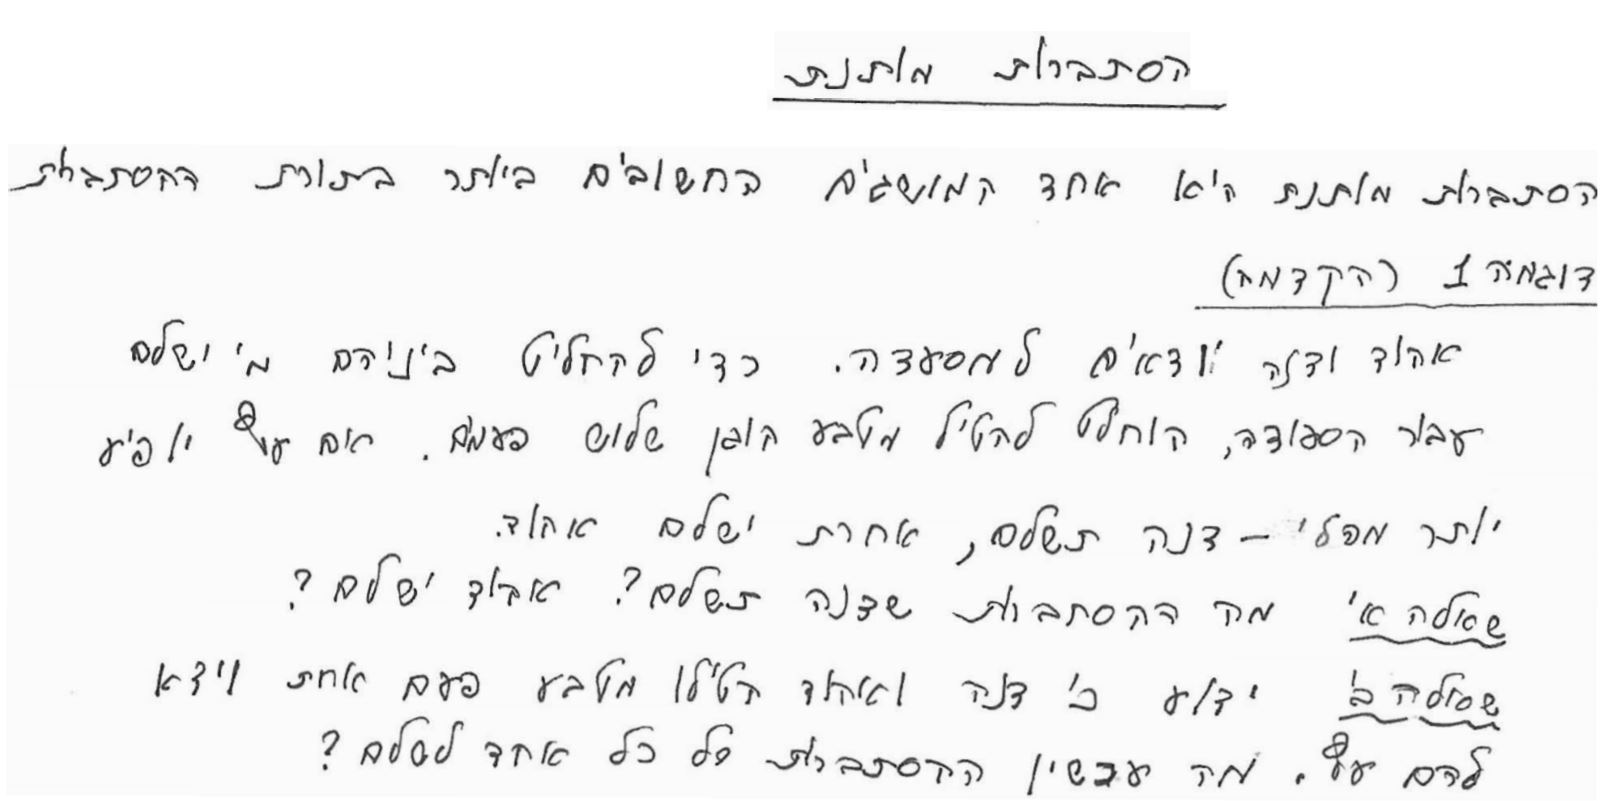 הסתברות מותנת
הסתברות מותנת היא אחד המושגים החשובים ביותר בתורת ההסתברות
דוגמה 1 (הקדמה)
אהוד ודנה יוצאים למסעדה. כדי להחליט ביניהם מי ישלם
עבור הסעודה, הוחלט להטיל מטבע הוגן שלוש פעמים. אם עץ יופיע
יותר מפלי - דנה תשלם, אחרת ישלם אהוד.
שאלה א' מה ההסתברות שדנה תשלם? אהוד ישלם?
שאלה ב' ידוע כי דנה ואהוד הטילו מטבע פעם אחת ויצא
להם עץ. מה עכשיו ההסתברות של כל אחד לשלם?